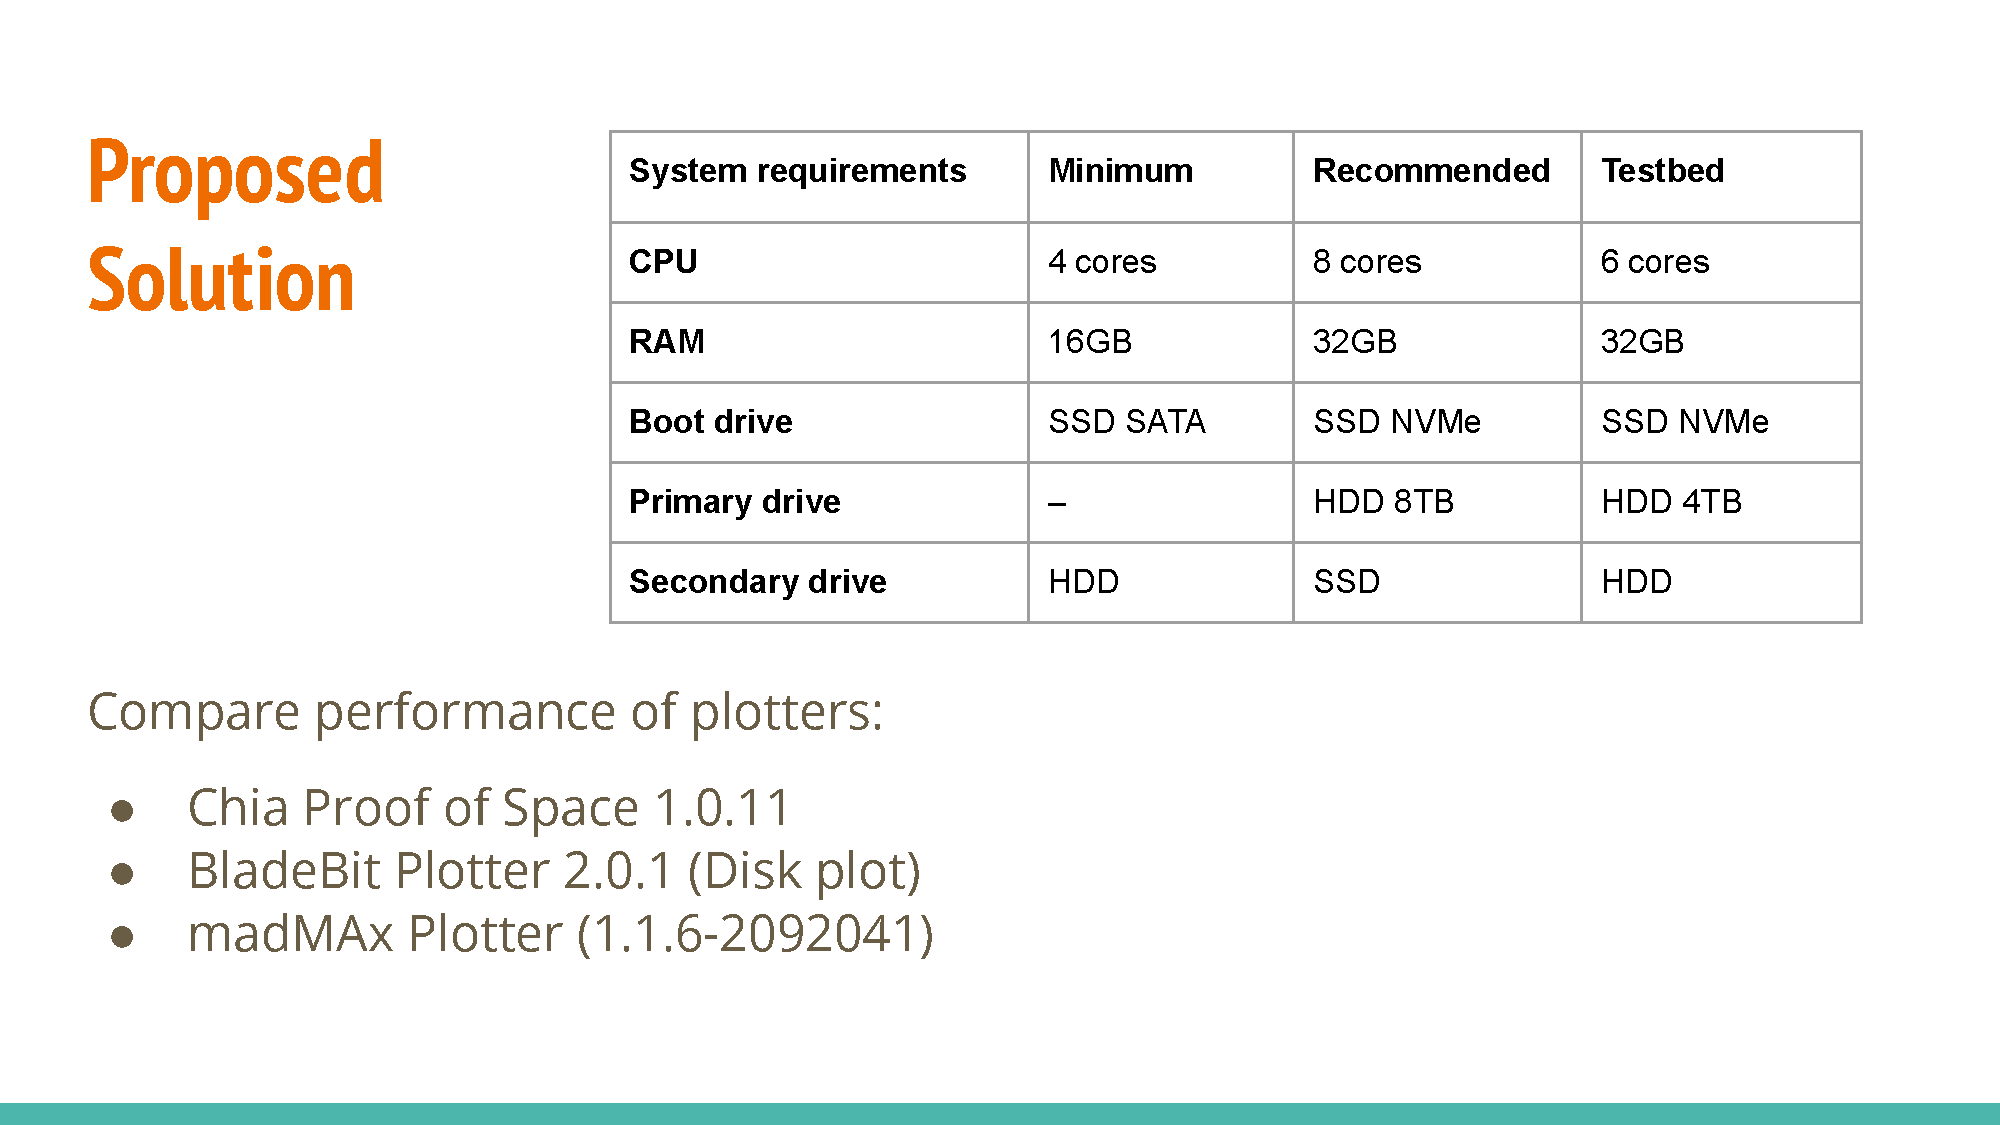 Proposed
Solution
System requirements Minimum Recommended Testbed
CPU 4 cores 8 cores 6 cores
RAM 16GB 32GB 32GB
Boot drive SSD SATA SSD NVMe SSD NVMe
Primary drive – HDD 8TB HDD 4TB
Secondary drive HDD SSD HDD
Compare performance of plotters:
● Chia Proof of Space 1.0.11
● BladeBit Plotter 2.0.1 (Disk plot)
● madMAx Plotter (1.1.6-2092041)